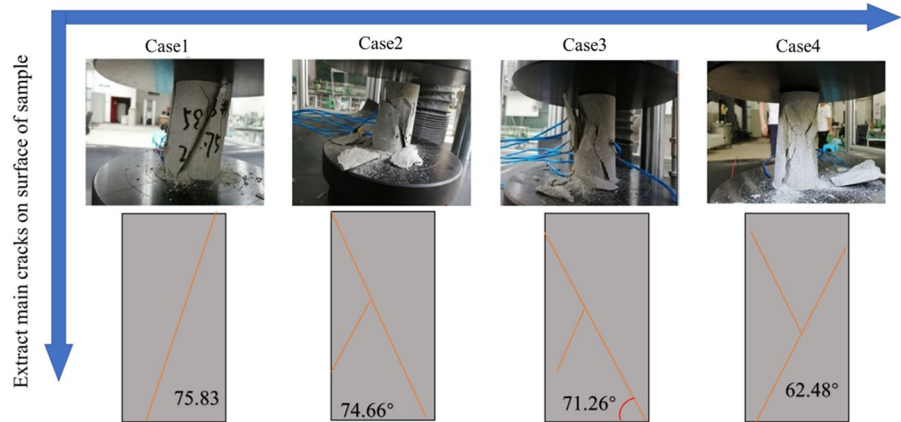 Case1
Case2
Case3
Case4
Extract main cracks on surface of sample
75.83
74.66°
71.26°
62.48°